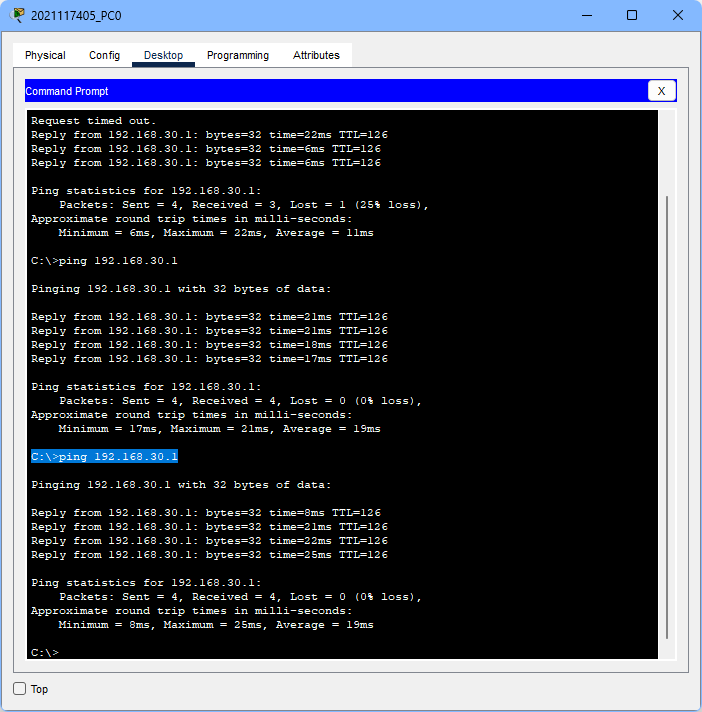 2021117405_PC0
Physical Config Desktop Programming Attributes
Command Prompt X
Request timed out.
Reply from 192.168.30.1: bytes=32 time=22ms TTL=126
Reply from 192.168.30.1: bytes=32 time=6ms TTL=126
Reply from 192.168.30.1: bytes=32 time=6ms TTL=126
Ping statistics for 192.168.30.1:
Packets: Sent = 4, Received = 3, Lost = 1 (25% loss),
Approximate round trip times in milli-seconds:
Minimum = 6ms, Maximum = 22ms, Average = 11ms
C:\>ping 192.168.30.1
Pinging 192.168.30.1 with 32 bytes of data:
Reply from 192.168.30.1: bytes=32 time=21ms TTL=126
Reply from 192.168.30.1: bytes=32 time=21ms TTL=126
Reply from 192.168.30.1: bytes=32 time=18ms TTL=126
Reply from 192.168.30.1: bytes=32 time=17ms TTL=126
Ping statistics for 192.168.30.1:
Packets: Sent = 4, Received = 4, Lost = 0 (0% loss),
Approximate round trip times in milli-seconds:
Minimum = 17ms, Maximum = 21ms, Average = 19ms
C:\>ping 192.168.30.1
Pinging 192.168.30.1 with 32 bytes of data:
Reply from 192.168.30.1: bytes=32 time=8ms TTL=126
Reply from 192.168.30.1: bytes=32 time=21ms TTL=126
Reply from 192.168.30.1: bytes=32 time=22ms TTL=126
Reply from 192.168.30.1: bytes=32 time=25ms TTL=126
Ping statistics for 192.168.30.1:
Packets: Sent = 4, Received = 4, Lost = 0 (0% loss),
Approximate round trip times in milli-seconds:
Minimum = 8ms, Maximum = 25ms, Average = 19ms
C:\>
Top